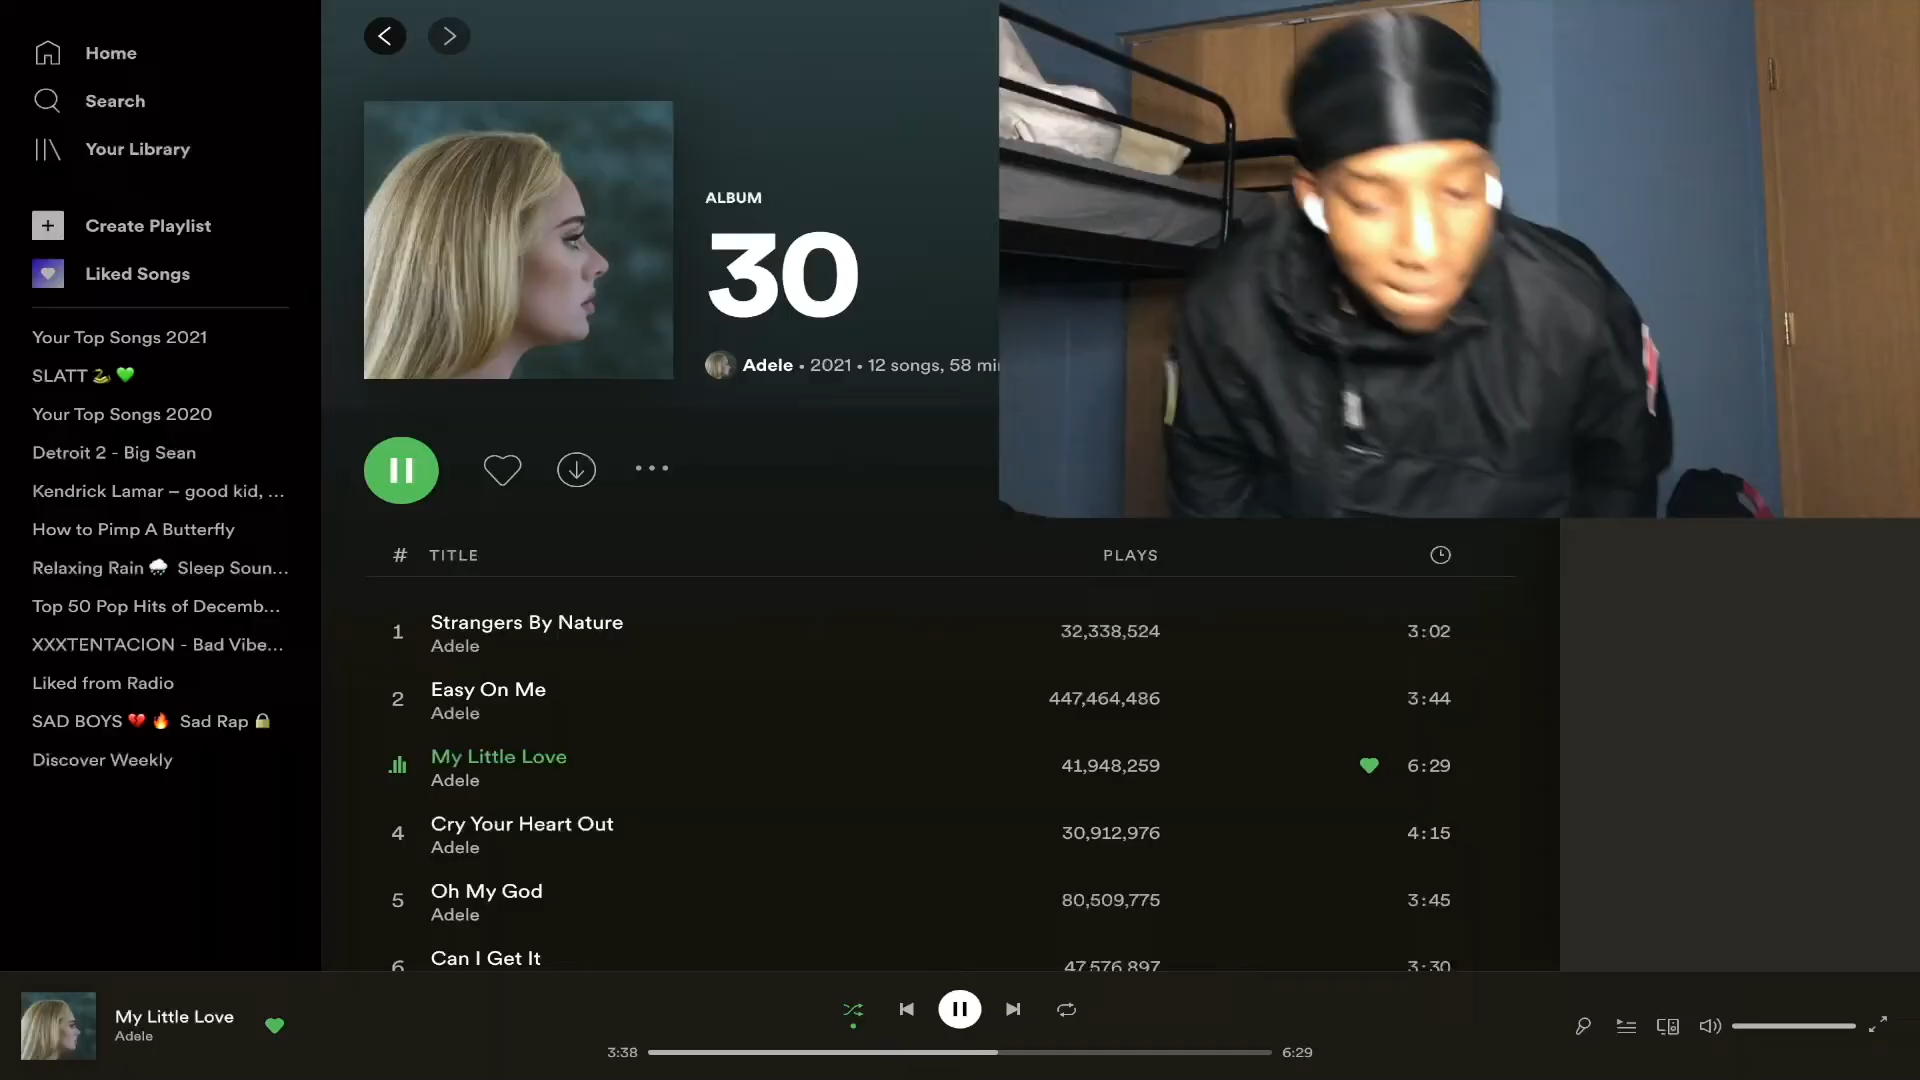 Home
Search
Your Library
Create Playlist
Liked Songs
Your Top Songs 2021
SLATT 🐍 💚
Your Top Songs 2020
Detroit 2 - Big Sean
Kendrick Lamar – good kid, ...
How to Pimp A Butterfly
Relaxing Rain 🌧 Sleep Soun...
Top 50 Pop Hits of Decemb...
XXXTENTACION - Bad Vibe...
Liked from Radio
SAD BOYS 💔 🔥 Sad Rap 🔒
Discover Weekly
ALBUM
30
Adele • 2021 • 12 songs, 58 min
# TITLE PLAYS
1 Strangers By Nature 32,338,524 3:02
Adele
2 Easy On Me 447,464,486 3:44
Adele
My Little Love 41,948,259 6:29
Adele
4 Cry Your Heart Out 30,912,976 4:15
Adele
5 Oh My God 80,509,775 3:45
Adele
6 Can I Get It 47,576,897 3:30
My Little Love
Adele
3:38 6:29